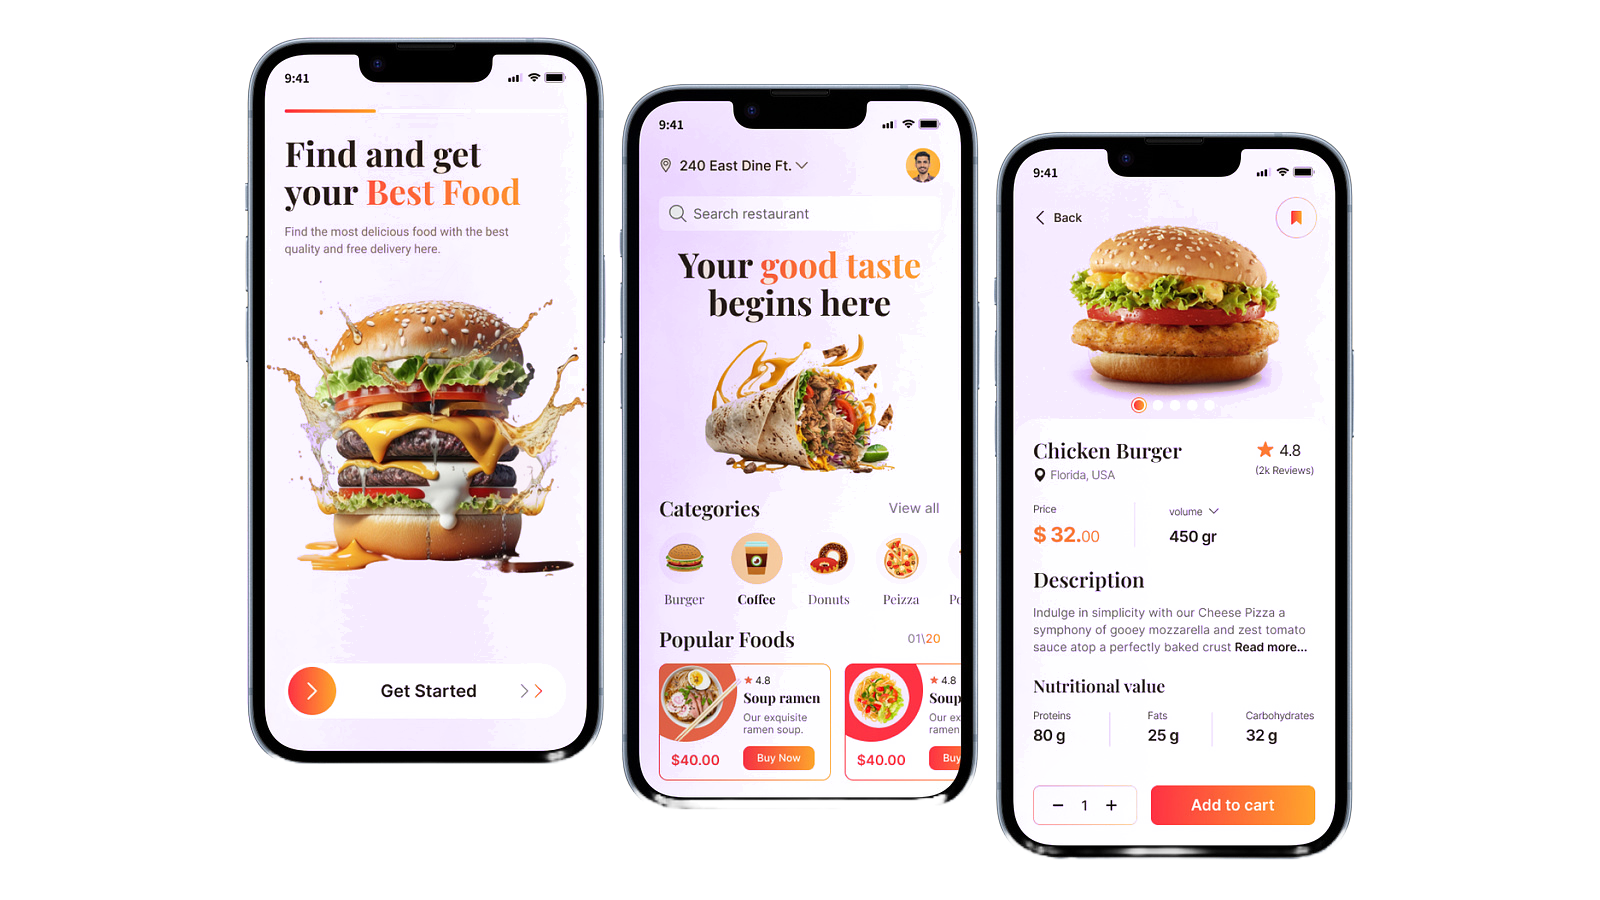 9:41
Find and get
your Best Food
Find the most delicious food with the best
quality and free delivery here.
Get Started
9:41
240 East Dine Ft.
Search restaurant
Your good taste
begins here
Categories
View all
Burger
Coffee
Donuts
Peizza
Pe
Popular Foods
01\20
4.8
Soup ramen
Our exquisite
ramen soup.
$40.00
Buy Now
4.8
Soup
Our ex
ramen
$40.00
Buy
9:41
Back
Chicken Burger
4.8
Florida, USA
(2k Reviews)
Price
$ 32.00
volume
450 gr
Description
Indulge in simplicity with our Cheese Pizza a
symphony of gooey mozzarella and zest tomato
sauce atop a perfectly baked crust Read more...
Nutritional value
Proteins
80 g
Fats
25 g
Carbohydrates
32 g
1
Add to cart